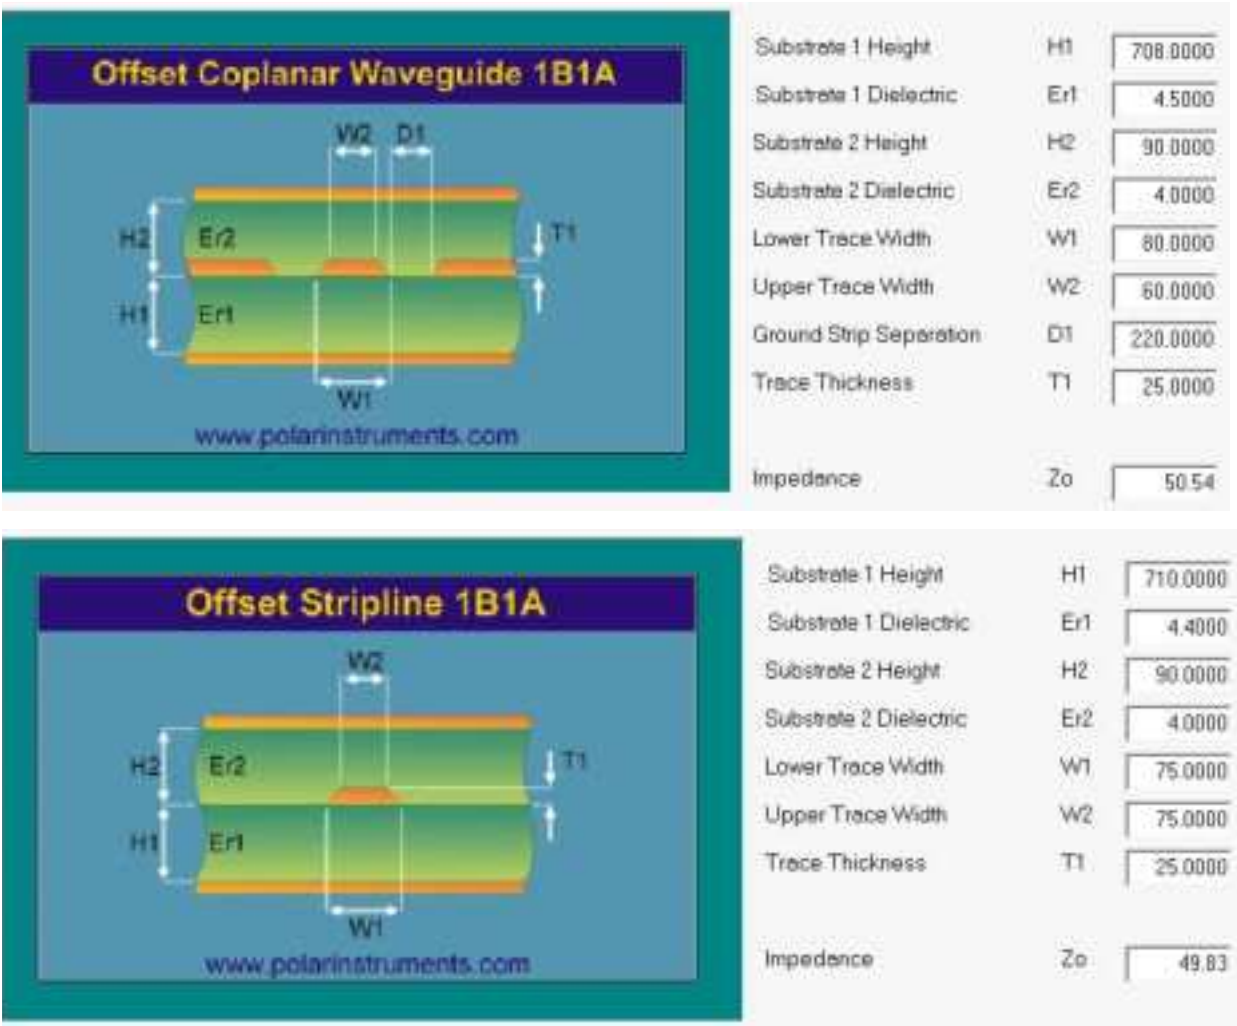 Offset Coplanar Waveguide 1B1A
W2 D1
H2 Er2 T1
H1 Er1
W1
www.polarinstruments.com
Substrate 1 Height H1 708.0000
Substrate 1 Dielectric Er1 4.5000
Substrate 2 Height H2 90.0000
Substrate 2 Dielectric Er2 4.0000
Lower Trace Width W1 80.0000
Upper Trace Width W2 60.0000
Ground Strip Separation D1 220.0000
Trace Thickness T1 25.0000
Impedance Zo 50.54
Offset Stripline 1B1A
W2
H2 Er2 T1
H1 Er1
W1
www.polarinstruments.com
Substrate 1 Height H1 710.0000
Substrate 1 Dielectric Er1 4.4000
Substrate 2 Height H2 90.0000
Substrate 2 Dielectric Er2 4.0000
Lower Trace Width W1 75.0000
Upper Trace Width W2 75.0000
Trace Thickness T1 25.0000
Impedance Zo 49.83